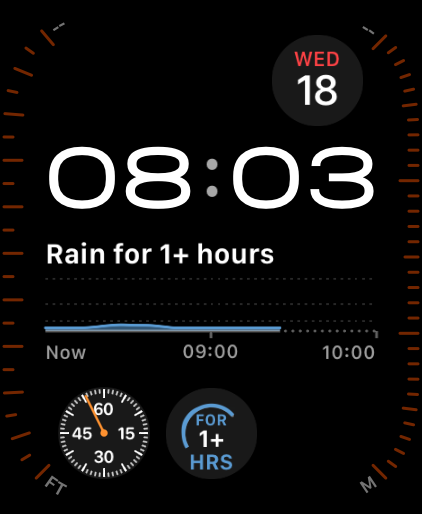 --
--
WED
18
08:03
Rain for 1+ hours
Now 09:00 10:00
60
45 15
30
FOR
1+
HRS
FT
M